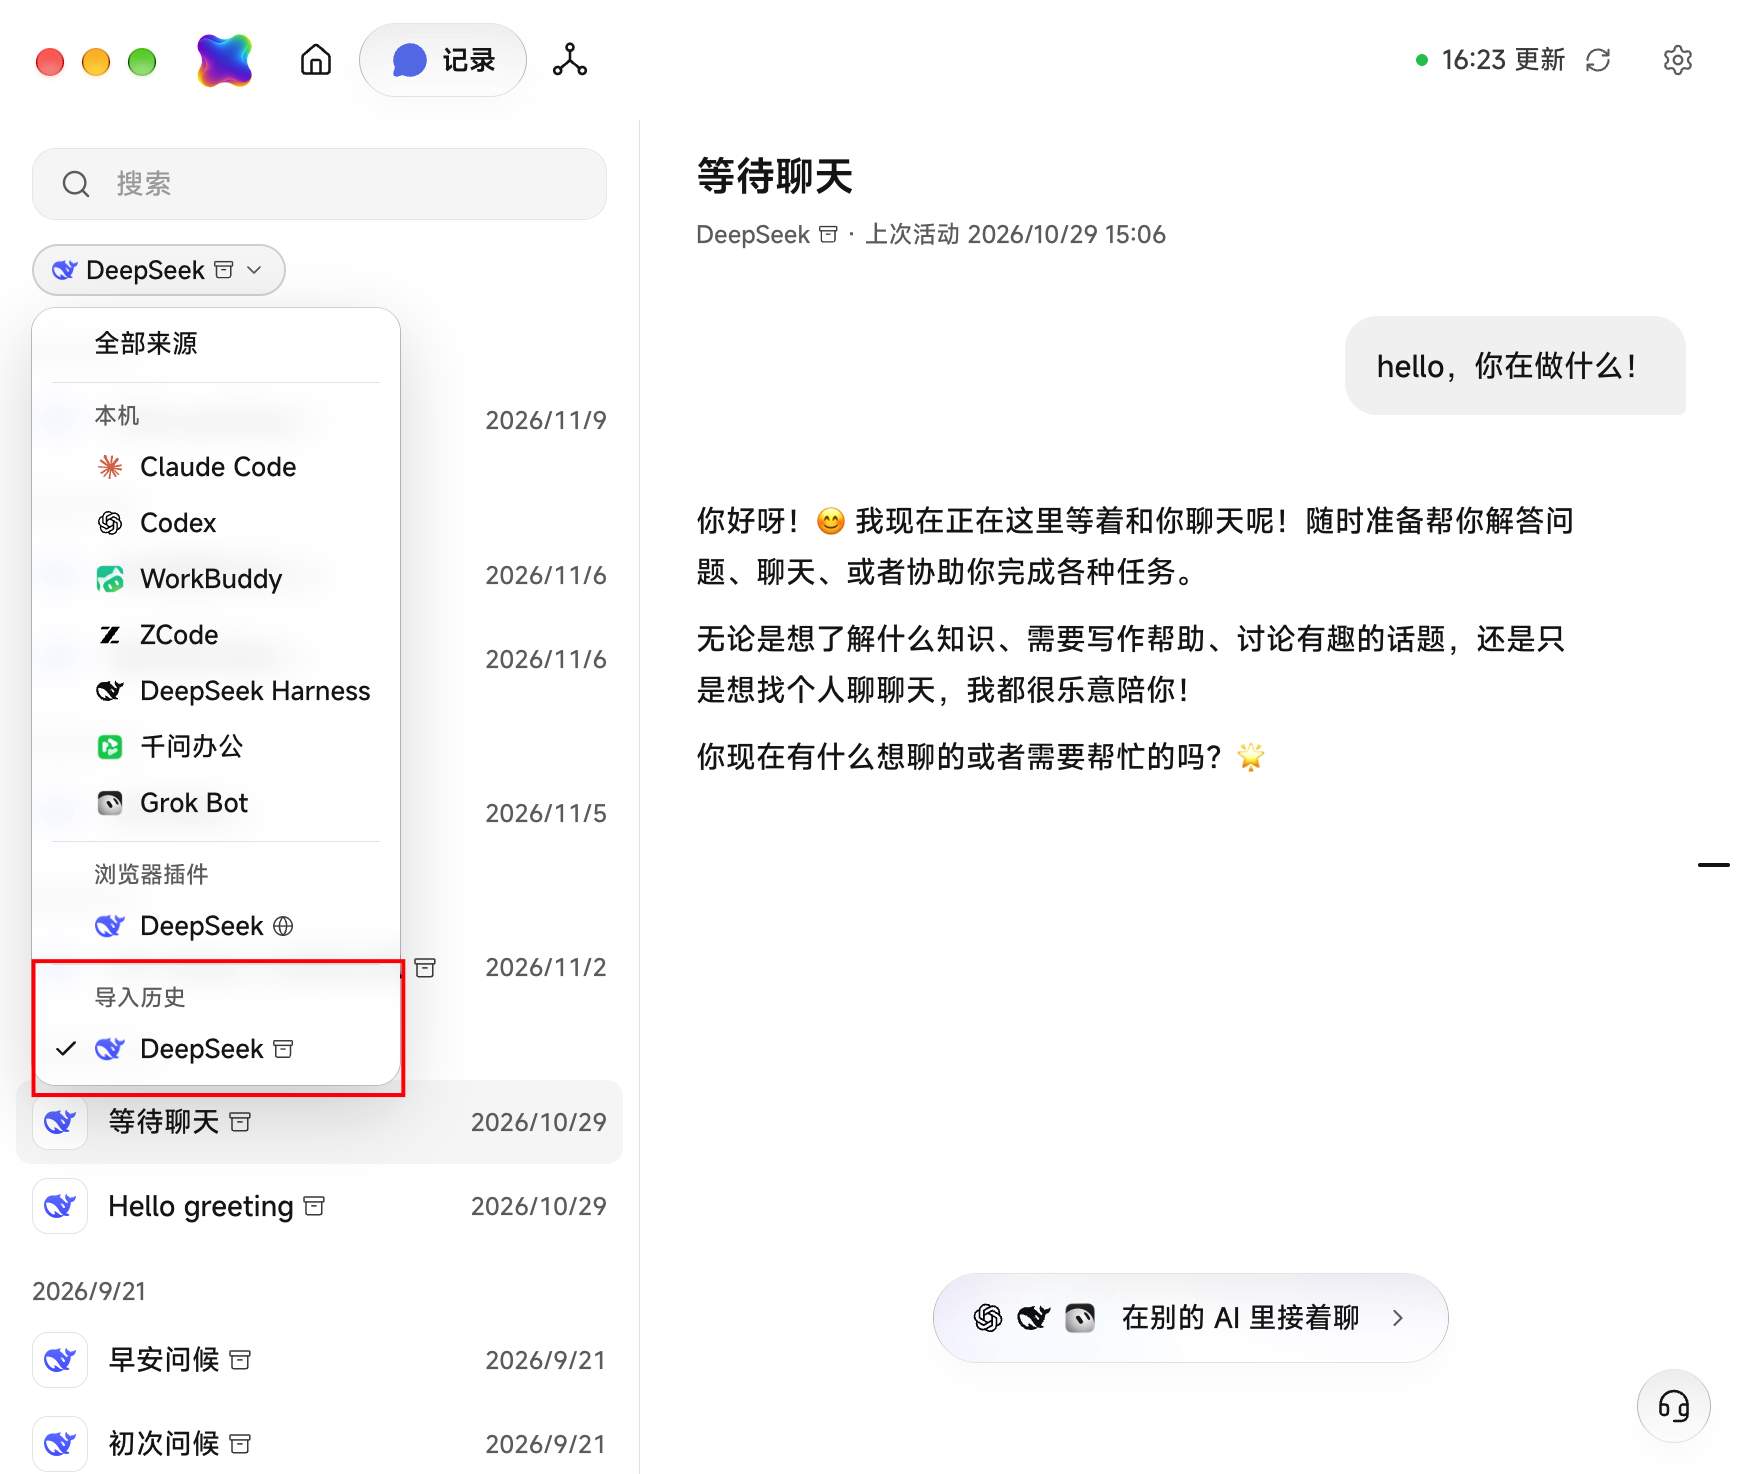 记录
16:23 更新
搜索
DeepSeek
全部来源
本机
Claude Code
Codex
WorkBuddy
ZCode
DeepSeek Harness
千问办公
Grok Bot
浏览器插件
DeepSeek
导入历史
DeepSeek
2026/11/9
2026/11/6
2026/11/6
2026/11/5
2026/11/2
等待聊天
2026/10/29
Hello greeting
2026/10/29
2026/9/21
早安问候
2026/9/21
初次问候
2026/9/21
等待聊天
DeepSeek · 上次活动 2026/10/29 15:06
hello，你在做什么！
你好呀！😊 我现在正在这里等着和你聊天呢！随时准备帮你解答问
题、聊天、或者协助你完成各种任务。
无论是想了解什么知识、需要写作帮助、讨论有趣的话题，还是只
是想找个人聊聊天，我都很乐意陪你！
你现在有什么想聊的或者需要帮忙的吗？🌟
在别的 AI 里接着聊